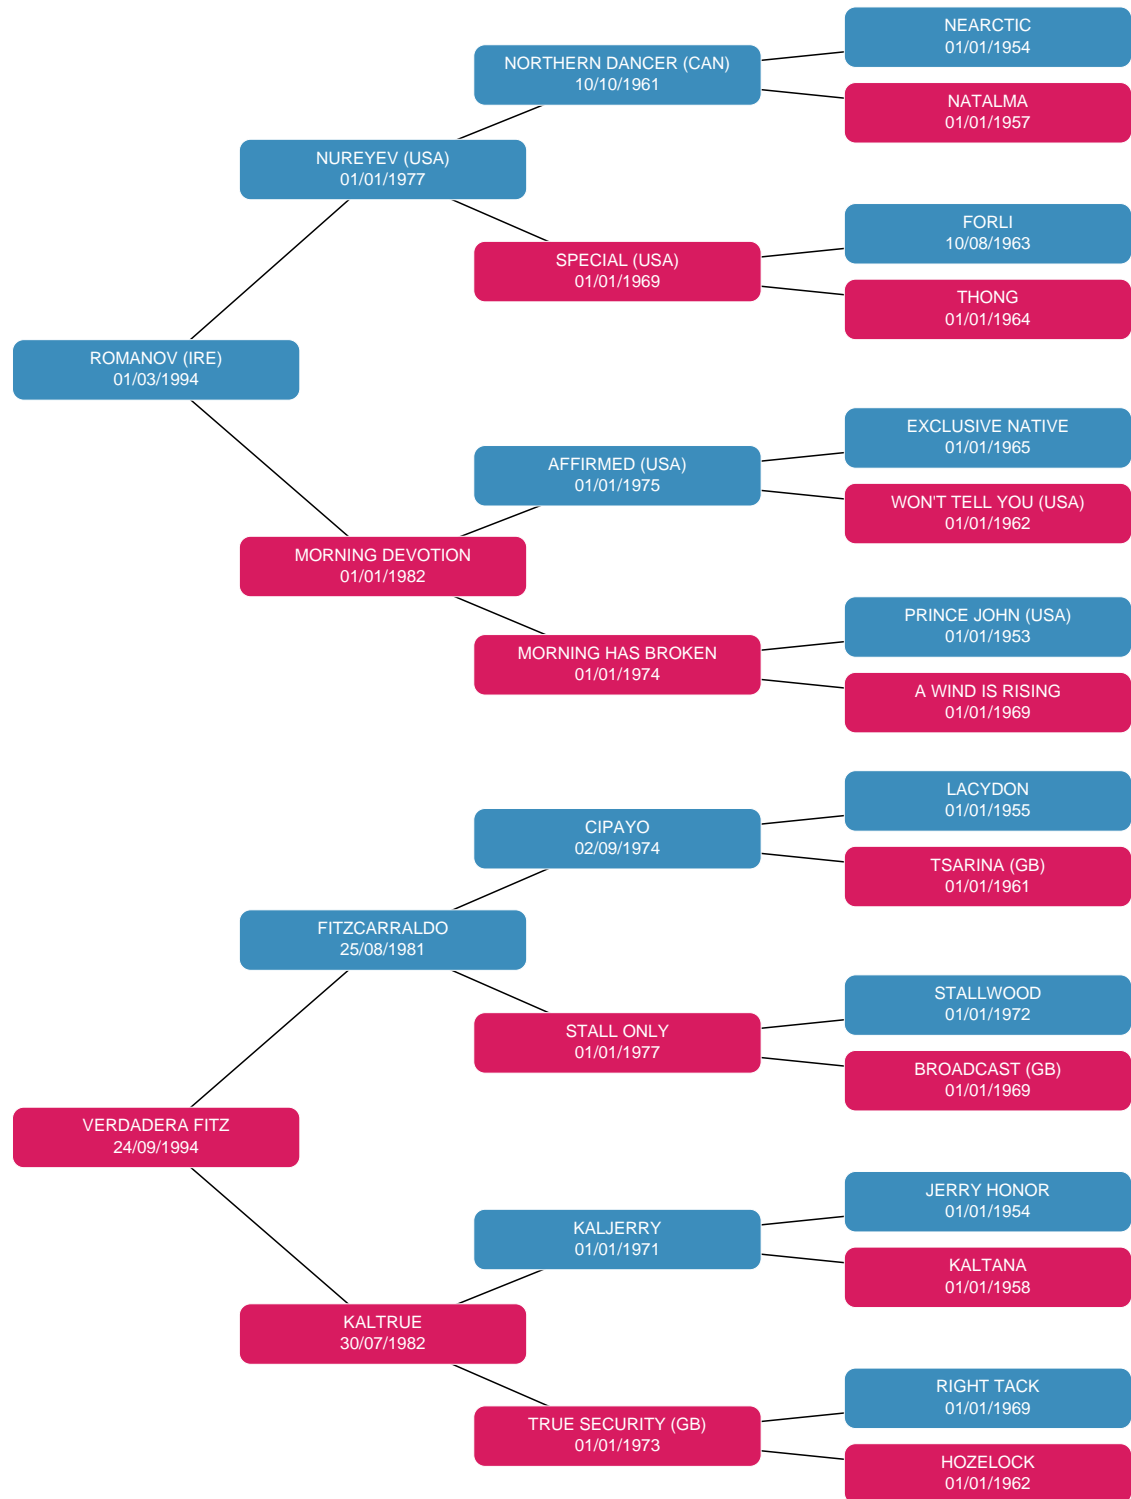 NEARCTIC
01/01/1954
NORTHERN DANCER (CAN)
10/10/1961
NATALMA
01/01/1957
NUREYEV (USA)
01/01/1977
FORLI
10/08/1963
SPECIAL (USA)
01/01/1969
THONG
01/01/1964
ROMANOV (IRE)
01/03/1994
EXCLUSIVE NATIVE
01/01/1965
AFFIRMED (USA)
01/01/1975
WON'T TELL YOU (USA)
01/01/1962
MORNING DEVOTION
01/01/1982
PRINCE JOHN (USA)
01/01/1953
MORNING HAS BROKEN
01/01/1974
A WIND IS RISING
01/01/1969
LACYDON
01/01/1955
CIPAYO
02/09/1974
TSARINA (GB)
01/01/1961
FITZCARRALDO
25/08/1981
STALLWOOD
01/01/1972
STALL ONLY
01/01/1977
BROADCAST (GB)
01/01/1969
VERDADERA FITZ
24/09/1994
JERRY HONOR
01/01/1954
KALJERRY
01/01/1971
KALTANA
01/01/1958
KALTRUE
30/07/1982
RIGHT TACK
01/01/1969
TRUE SECURITY (GB)
01/01/1973
HOZELOCK
01/01/1962